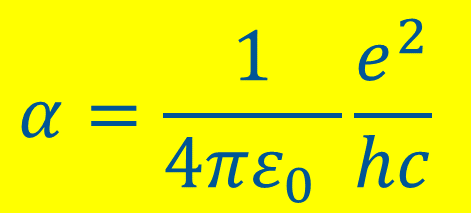 α = 1/(4πε₀) e²/(hc)